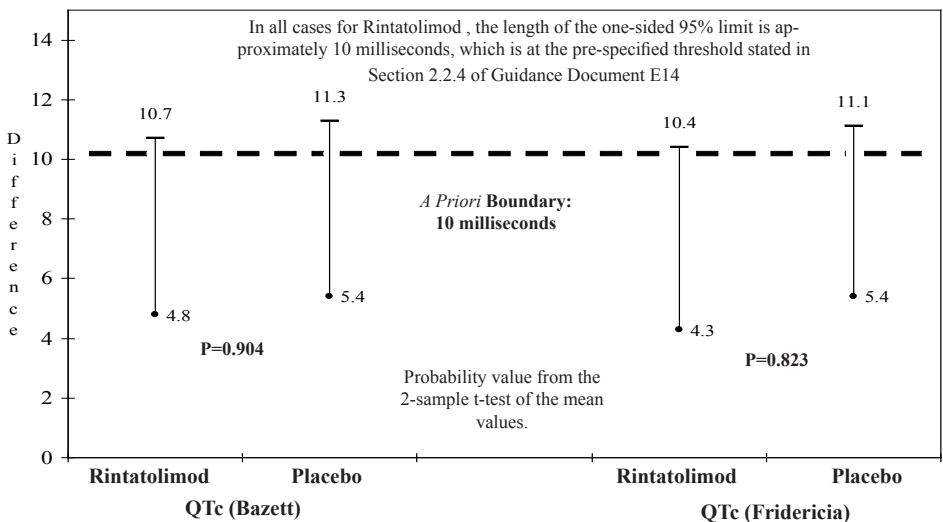 In all cases for Rintatolimod , the length of the one-sided 95% limit is ap-
proximately 10 milliseconds, which is at the pre-specified threshold stated in
Section 2.2.4 of Guidance Document E14
14
12
10
8
6
4
2
0
Difference
10.7
11.3
10.4
11.1
A Priori Boundary:
10 milliseconds
4.8
5.4
4.3
5.4
P=0.904
P=0.823
Probability value from the
2-sample t-test of the mean
values.
Rintatolimod Placebo Rintatolimod Placebo
QTc (Bazett) QTc (Fridericia)